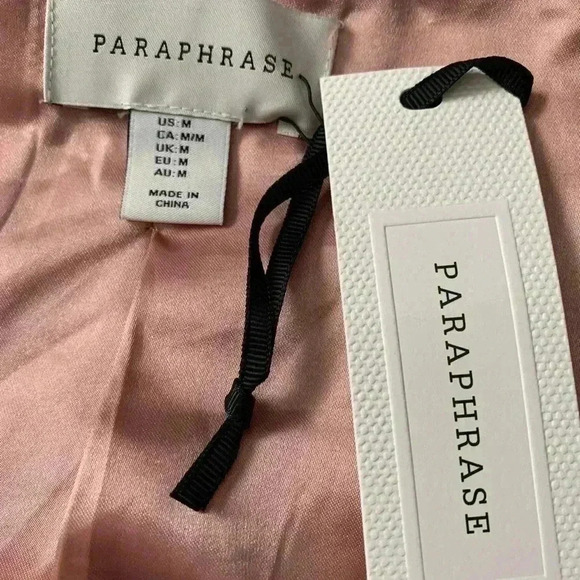 PARAPHRASE
US: M
CA: M/M
UK: M
EU: M
AU: M
MADE IN
CHINA
PARAPHRASE